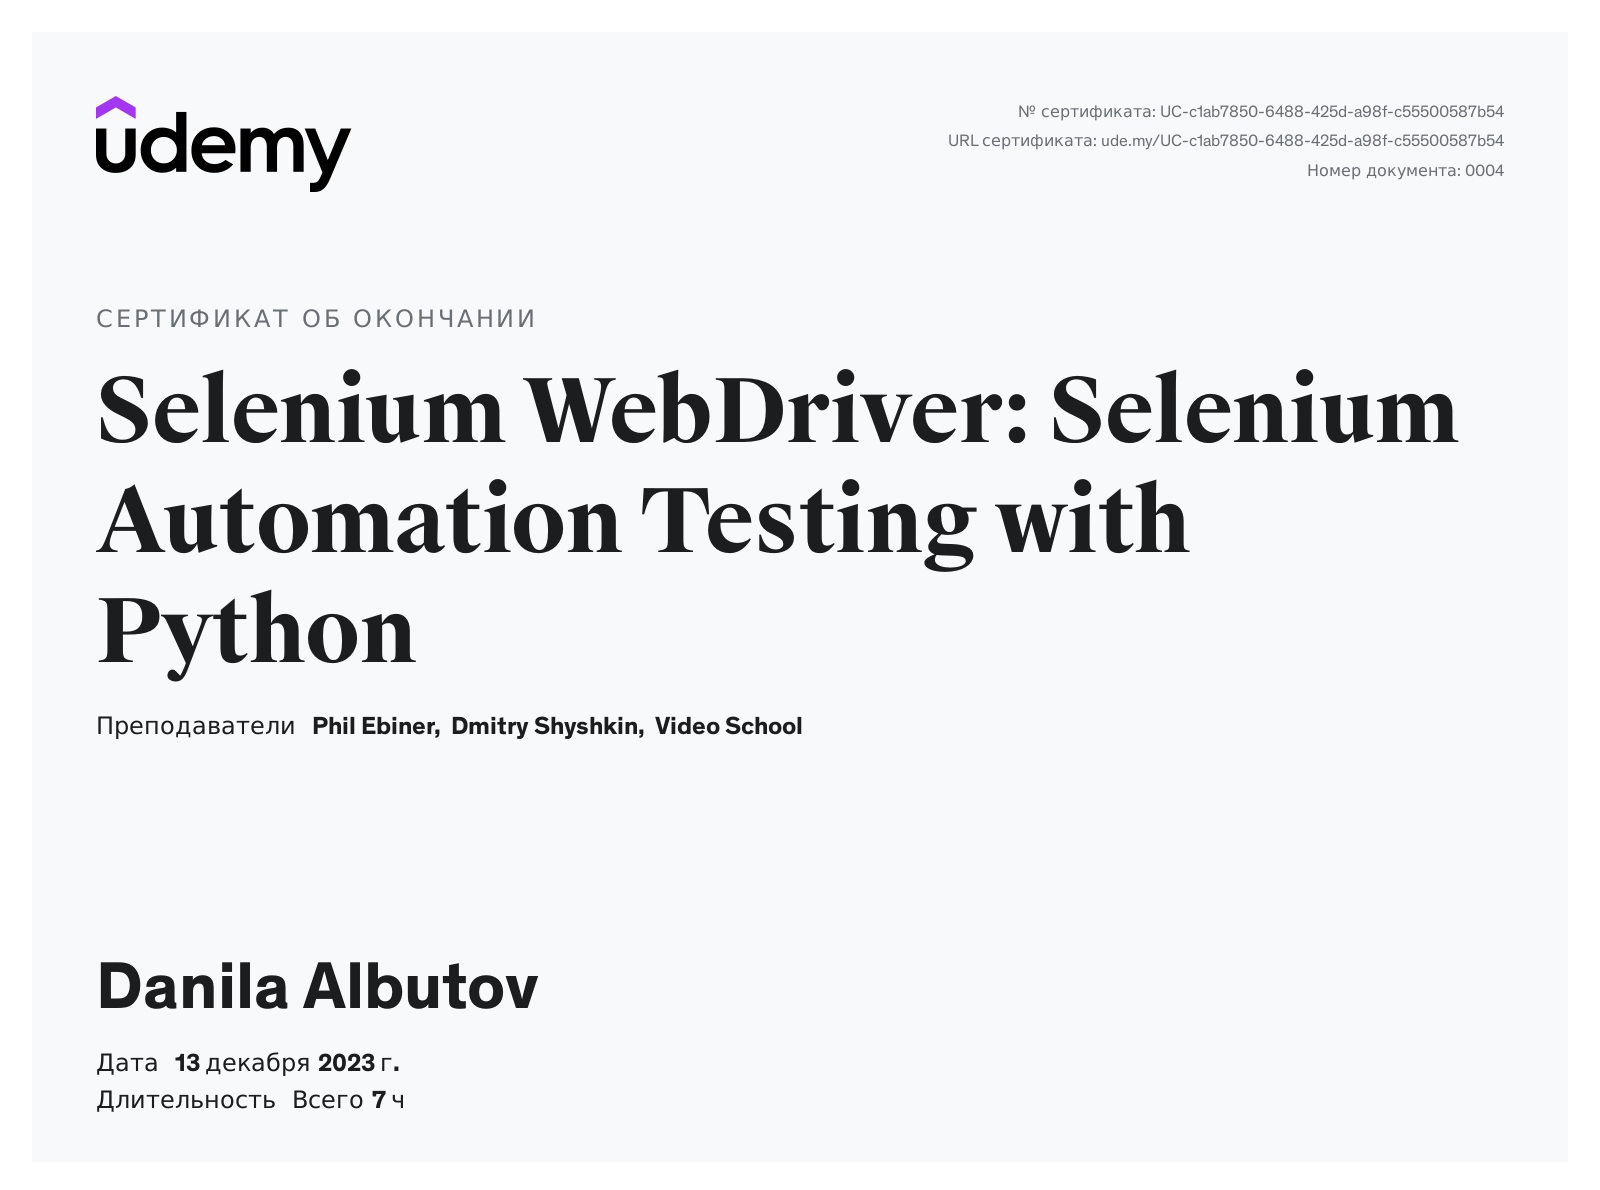 udemy
№ сертификата: UC-c1ab7850-6488-425d-a98f-c55500587b54
URL сертификата: ude.my/UC-c1ab7850-6488-425d-a98f-c55500587b54
Номер документа: 0004
СЕРТИФИКАТ ОБ ОКОНЧАНИИ
Selenium WebDriver: Selenium
Automation Testing with
Python
Преподаватели Phil Ebiner, Dmitry Shyshkin, Video School
Danila Albutov
Дата 13 декабря 2023 г.
Длительность Всего 7 ч